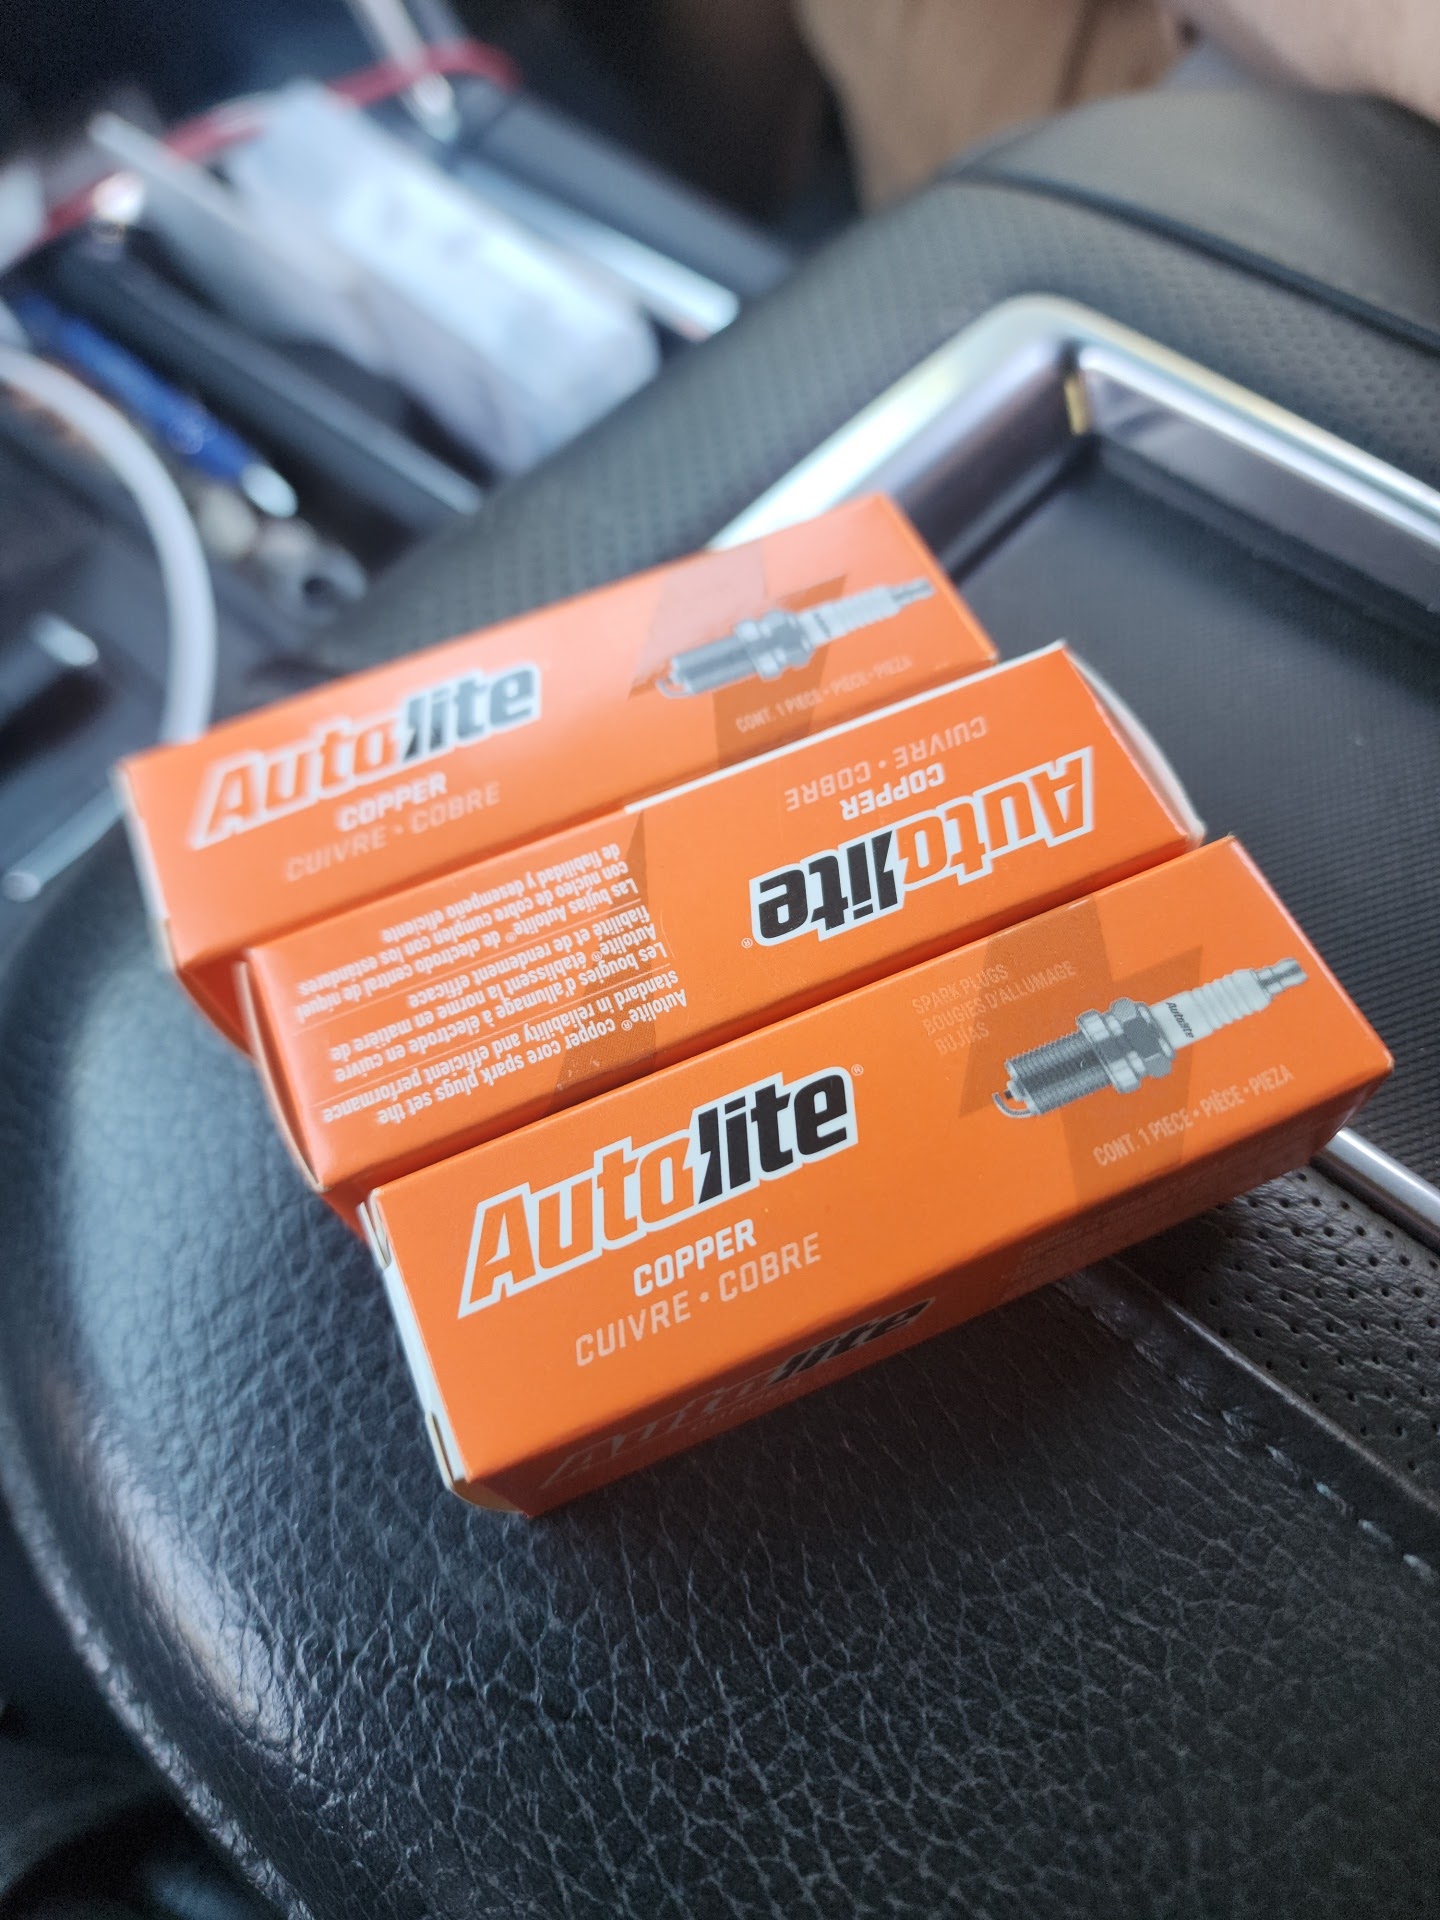 Autolite
COPPER
CUIVRE • COBRE
CONT. 1 PIECE • PIÈCE • PIEZA
Autolite®
COPPER
CUIVRE • COBRE
Autolite® copper core spark plugs set the
standard in reliability and efficient performance
Les bougies d'allumage à électrode en cuivre
Autolite® établissent la norme en matière de
fiabilité et de rendement efficace
Las bujías Autolite® de electrodo central de níquel
con núcleo de cobre cumplen con los estándares
de fiabilidad y desempeño eficiente
Autolite®
COPPER
CUIVRE • COBRE
SPARK PLUGS
BOUGIES D'ALLUMAGE
BUJÍAS
Autolite
CONT. 1 PIECE • PIÈCE • PIEZA
Autolite